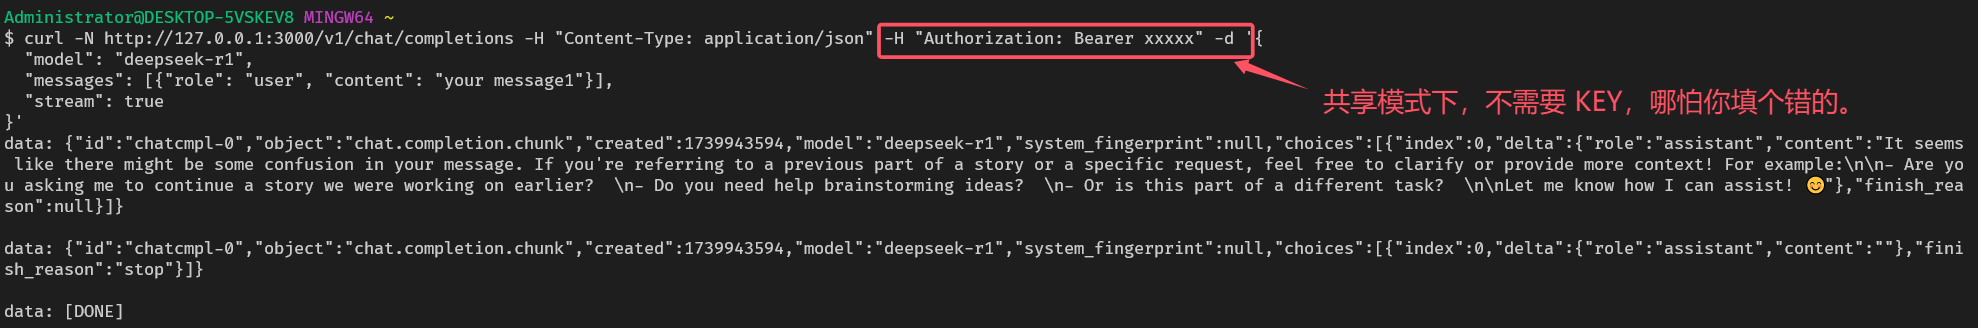 Administrator@DESKTOP-5VSKEV8 MINGW64 ~
$ curl -N http://127.0.0.1:3000/v1/chat/completions -H "Content-Type: application/json" -H "Authorization: Bearer xxxxx" -d '{
  "model": "deepseek-r1",
  "messages": [{"role": "user", "content": "your message1"}],
  "stream": true
}'
共享模式下，不需要 KEY，哪怕你填个错的。
data: {"id":"chatcmpl-0","object":"chat.completion.chunk","created":1739943594,"model":"deepseek-r1","system_fingerprint":null,"choices":[{"index":0,"delta":{"role":"assistant","content":"It seems
 like there might be some confusion in your message. If you're referring to a previous part of a story or a specific request, feel free to clarify or provide more context! For example:\n\n- Are yo
u asking me to continue a story we were working on earlier?  \n- Do you need help brainstorming ideas?  \n- Or is this part of a different task?  \n\nLet me know how I can assist! 😊"},"finish_rea
son":null}]}

data: {"id":"chatcmpl-0","object":"chat.completion.chunk","created":1739943594,"model":"deepseek-r1","system_fingerprint":null,"choices":[{"index":0,"delta":{"role":"assistant","content":""},"fini
sh_reason":"stop"}]}

data: [DONE]